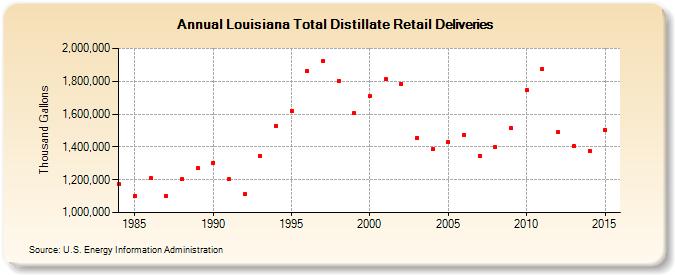 Annual Louisiana Total Distillate Retail Deliveries
Thousand Gallons
2,000,000
1,800,000
1,600,000
1,400,000
1,200,000
1,000,000
1985 1990 1995 2000 2005 2010 2015
Source: U.S. Energy Information Administration